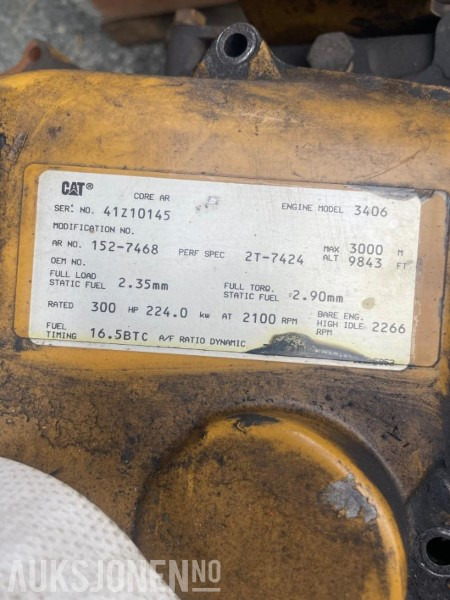 CAT®
CORE AR
SER. NO. 41Z10145 ENGINE MODEL 3406
MODIFICATION NO.
AR NO. 152-7468 PERF SPEC 2T-7424 MAX ALT 3000 M 9843 FT.
OEM NO.
FULL LOAD STATIC FUEL 2.35mm FULL TORQ. STATIC FUEL 2.90mm
RATED 300 HP 224.0 kw AT 2100 RPM BARE ENG. HIGH IDLE RPM 2266
FUEL TIMING 16.5BTC A/F RATIO DYNAMIC
AUKSJONEN.NO